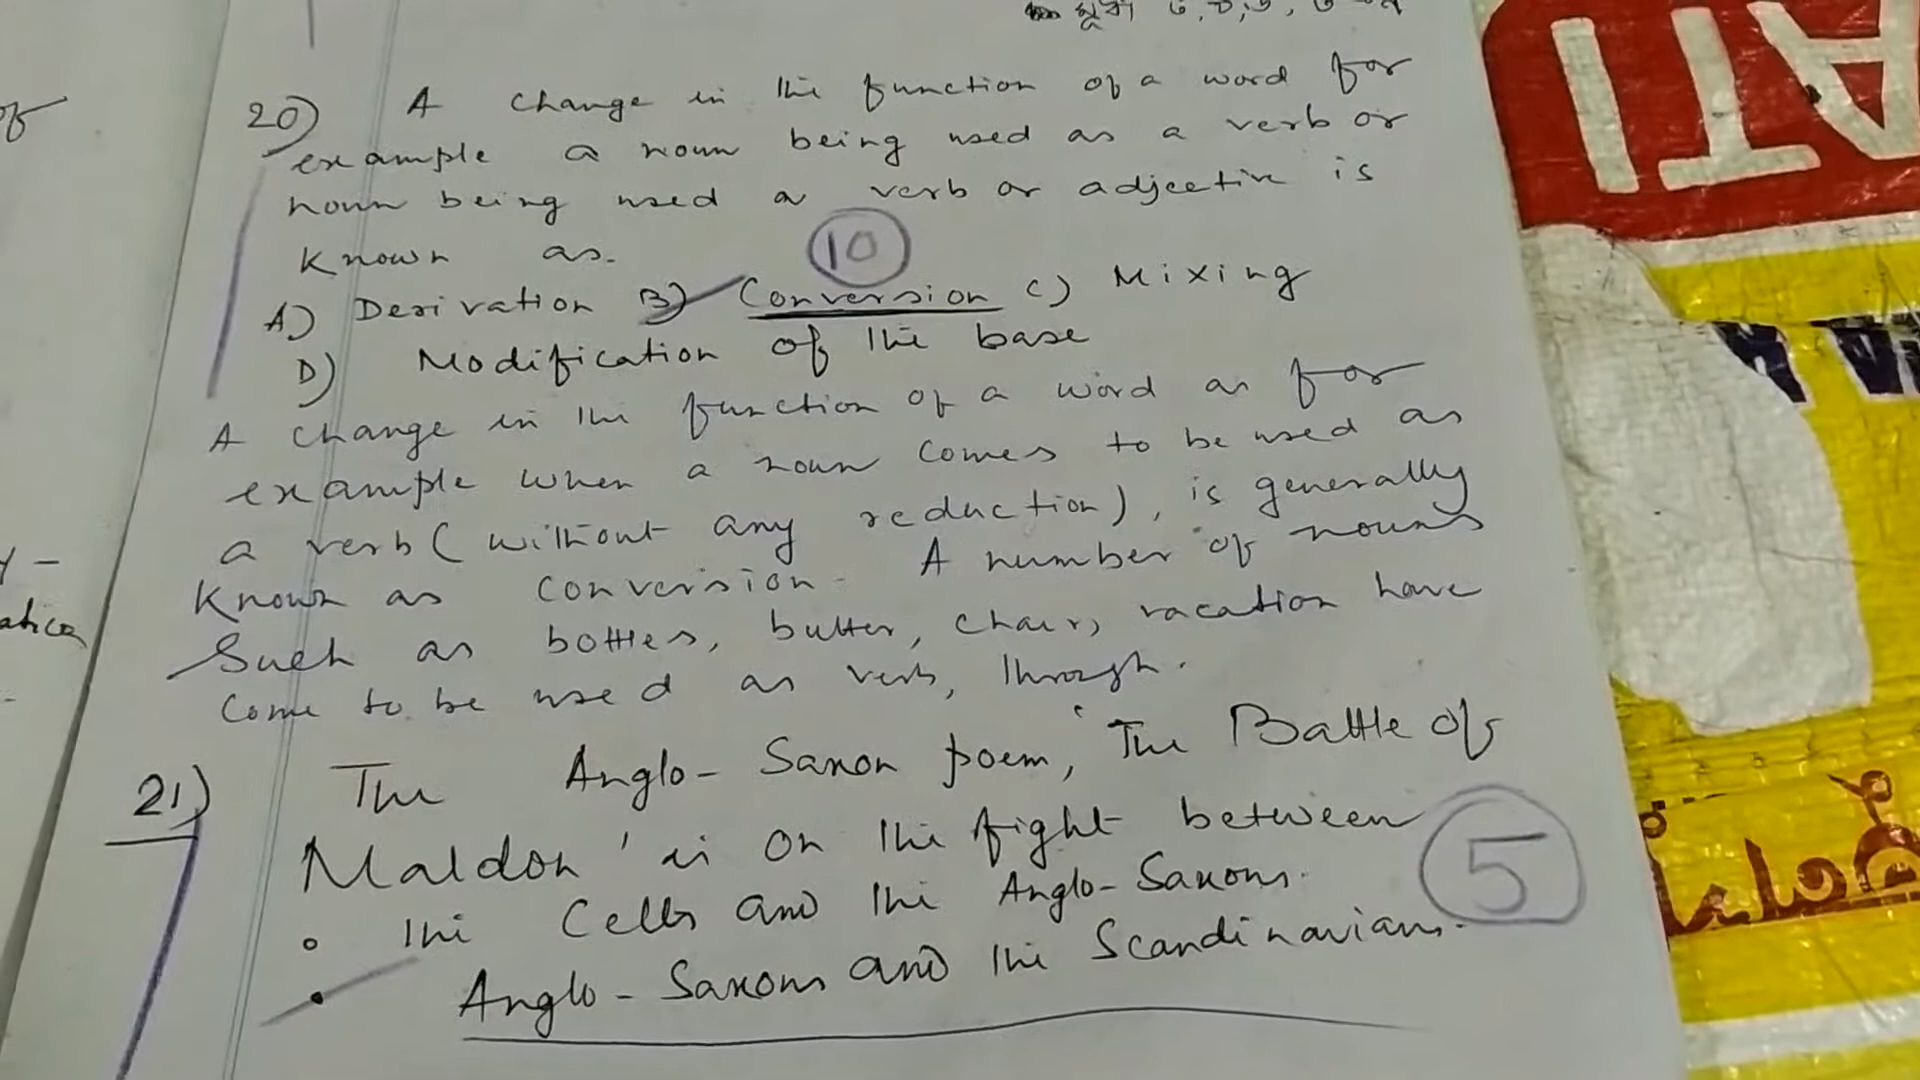 20) A change in the function of a word for
example a noun being used as a verb or
noun being used a verb or adjective is
known as.
10
A) Derivation B) Conversion C) Mixing
D) Modification of the base
A change in the function of a word as for
example when a noun comes to be used as
a verb (without any reduction), is generally
known as conversion. A number of nouns
Such as bottles, butter, chair, vacation have
come to be used as verb, through.
21) The Anglo-Saxon poem, 'The Battle of
Maldon' is on the fight between
5
the Celts and the Anglo-Saxons.
Anglo-Saxons and the Scandinavians.
ATI
of